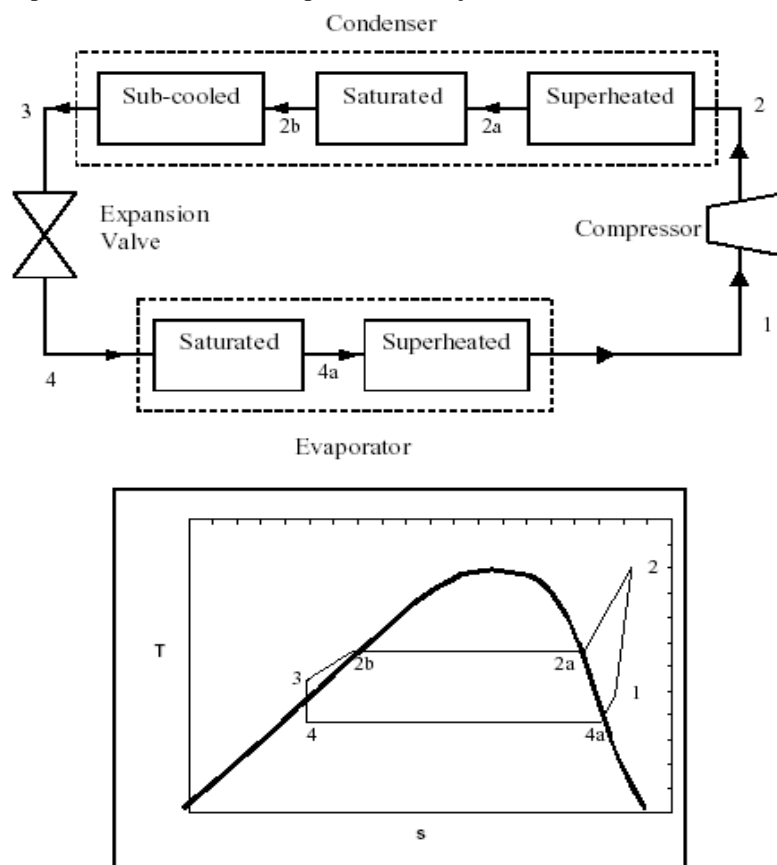 Condenser
Sub-cooled
Saturated
Superheated
3
2b
2a
2
Expansion
Valve
Compressor
1
Saturated
Superheated
4
4a
Evaporator
T
2
2b
2a
3
1
4
4a
s